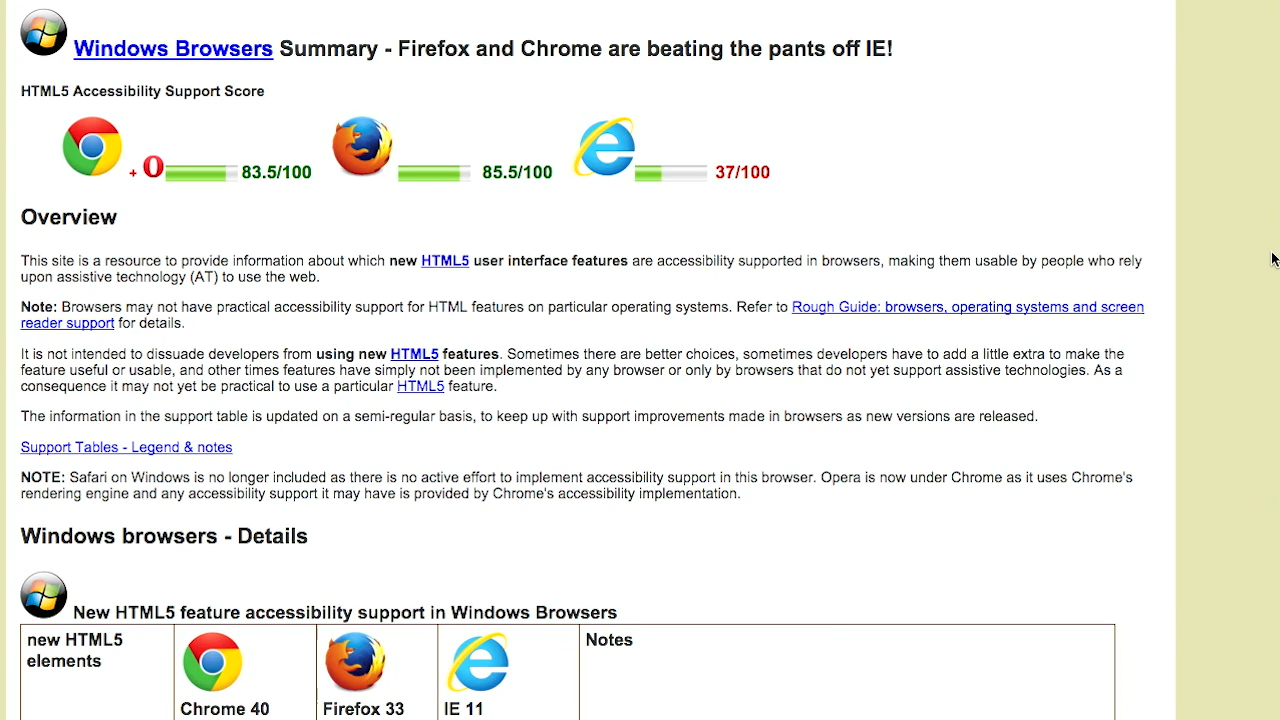 Windows Browsers Summary - Firefox and Chrome are beating the pants off IE!
HTML5 Accessibility Support Score
+ O 83.5/100 85.5/100 37/100
Overview
This site is a resource to provide information about which new HTML5 user interface features are accessibility supported in browsers, making them usable by people who rely
upon assistive technology (AT) to use the web.
Note: Browsers may not have practical accessibility support for HTML features on particular operating systems. Refer to Rough Guide: browsers, operating systems and screen
reader support for details.
It is not intended to dissuade developers from using new HTML5 features. Sometimes there are better choices, sometimes developers have to add a little extra to make the
feature useful or usable, and other times features have simply not been implemented by any browser or only by browsers that do not yet support assistive technologies. As a
consequence it may not yet be practical to use a particular HTML5 feature.
The information in the support table is updated on a semi-regular basis, to keep up with support improvements made in browsers as new versions are released.
Support Tables - Legend & notes
NOTE: Safari on Windows is no longer included as there is no active effort to implement accessibility support in this browser. Opera is now under Chrome as it uses Chrome's
rendering engine and any accessibility support it may have is provided by Chrome's accessibility implementation.
Windows browsers - Details
New HTML5 feature accessibility support in Windows Browsers
new HTML5
elements
Chrome 40
Firefox 33
IE 11
Notes